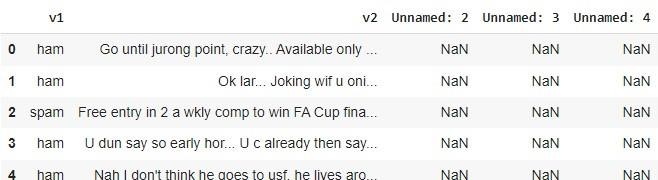 v1 v2 Unnamed: 2 Unnamed: 3 Unnamed: 4
0 ham Go until jurong point, crazy.. Available only ... NaN NaN NaN
1 ham Ok lar... Joking wif u oni... NaN NaN NaN
2 spam Free entry in 2 a wkly comp to win FA Cup fina... NaN NaN NaN
3 ham U dun say so early hor... U c already then say... NaN NaN NaN
4 ham Nah I don't think he goes to usf, he lives aro... NaN NaN NaN